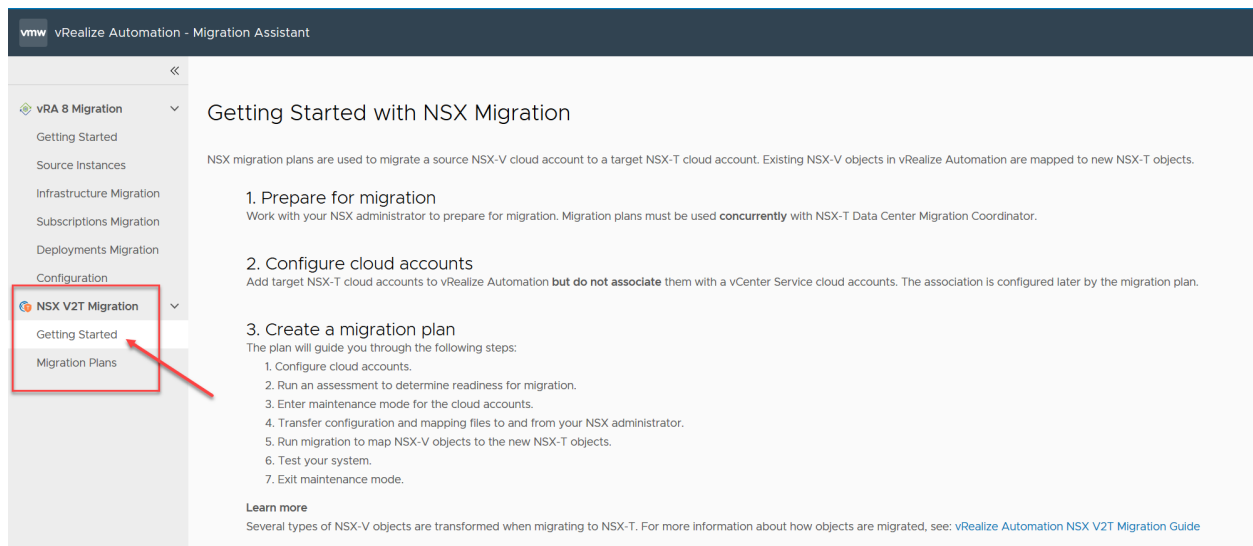 vmw vRealize Automation - Migration Assistant
vRA 8 Migration
Getting Started
Source Instances
Infrastructure Migration
Subscriptions Migration
Deployments Migration
Configuration
NSX V2T Migration
Getting Started
Migration Plans
Getting Started with NSX Migration
NSX migration plans are used to migrate a source NSX-V cloud account to a target NSX-T cloud account. Existing NSX-V objects in vRealize Automation are mapped to new NSX-T objects.
1. Prepare for migration
Work with your NSX administrator to prepare for migration. Migration plans must be used concurrently with NSX-T Data Center Migration Coordinator.
2. Configure cloud accounts
Add target NSX-T cloud accounts to vRealize Automation but do not associate them with a vCenter Service cloud accounts. The association is configured later by the migration plan.
3. Create a migration plan
The plan will guide you through the following steps:
1. Configure cloud accounts.
2. Run an assessment to determine readiness for migration.
3. Enter maintenance mode for the cloud accounts.
4. Transfer configuration and mapping files to and from your NSX administrator.
5. Run migration to map NSX-V objects to the new NSX-T objects.
6. Test your system.
7. Exit maintenance mode.
Learn more
Several types of NSX-V objects are transformed when migrating to NSX-T. For more information about how objects are migrated, see: vRealize Automation NSX V2T Migration Guide